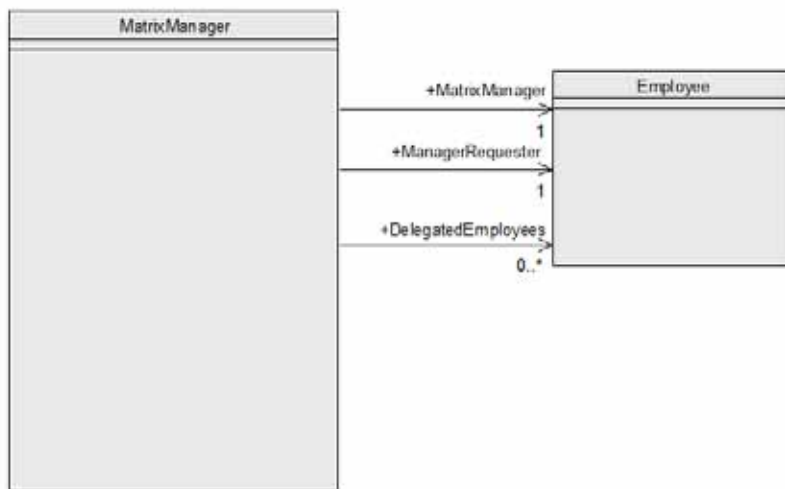 MatrixManager
+MatrixManager
Employee
1
+ManagerRequester
1
+DelegatedEmployees
0..*